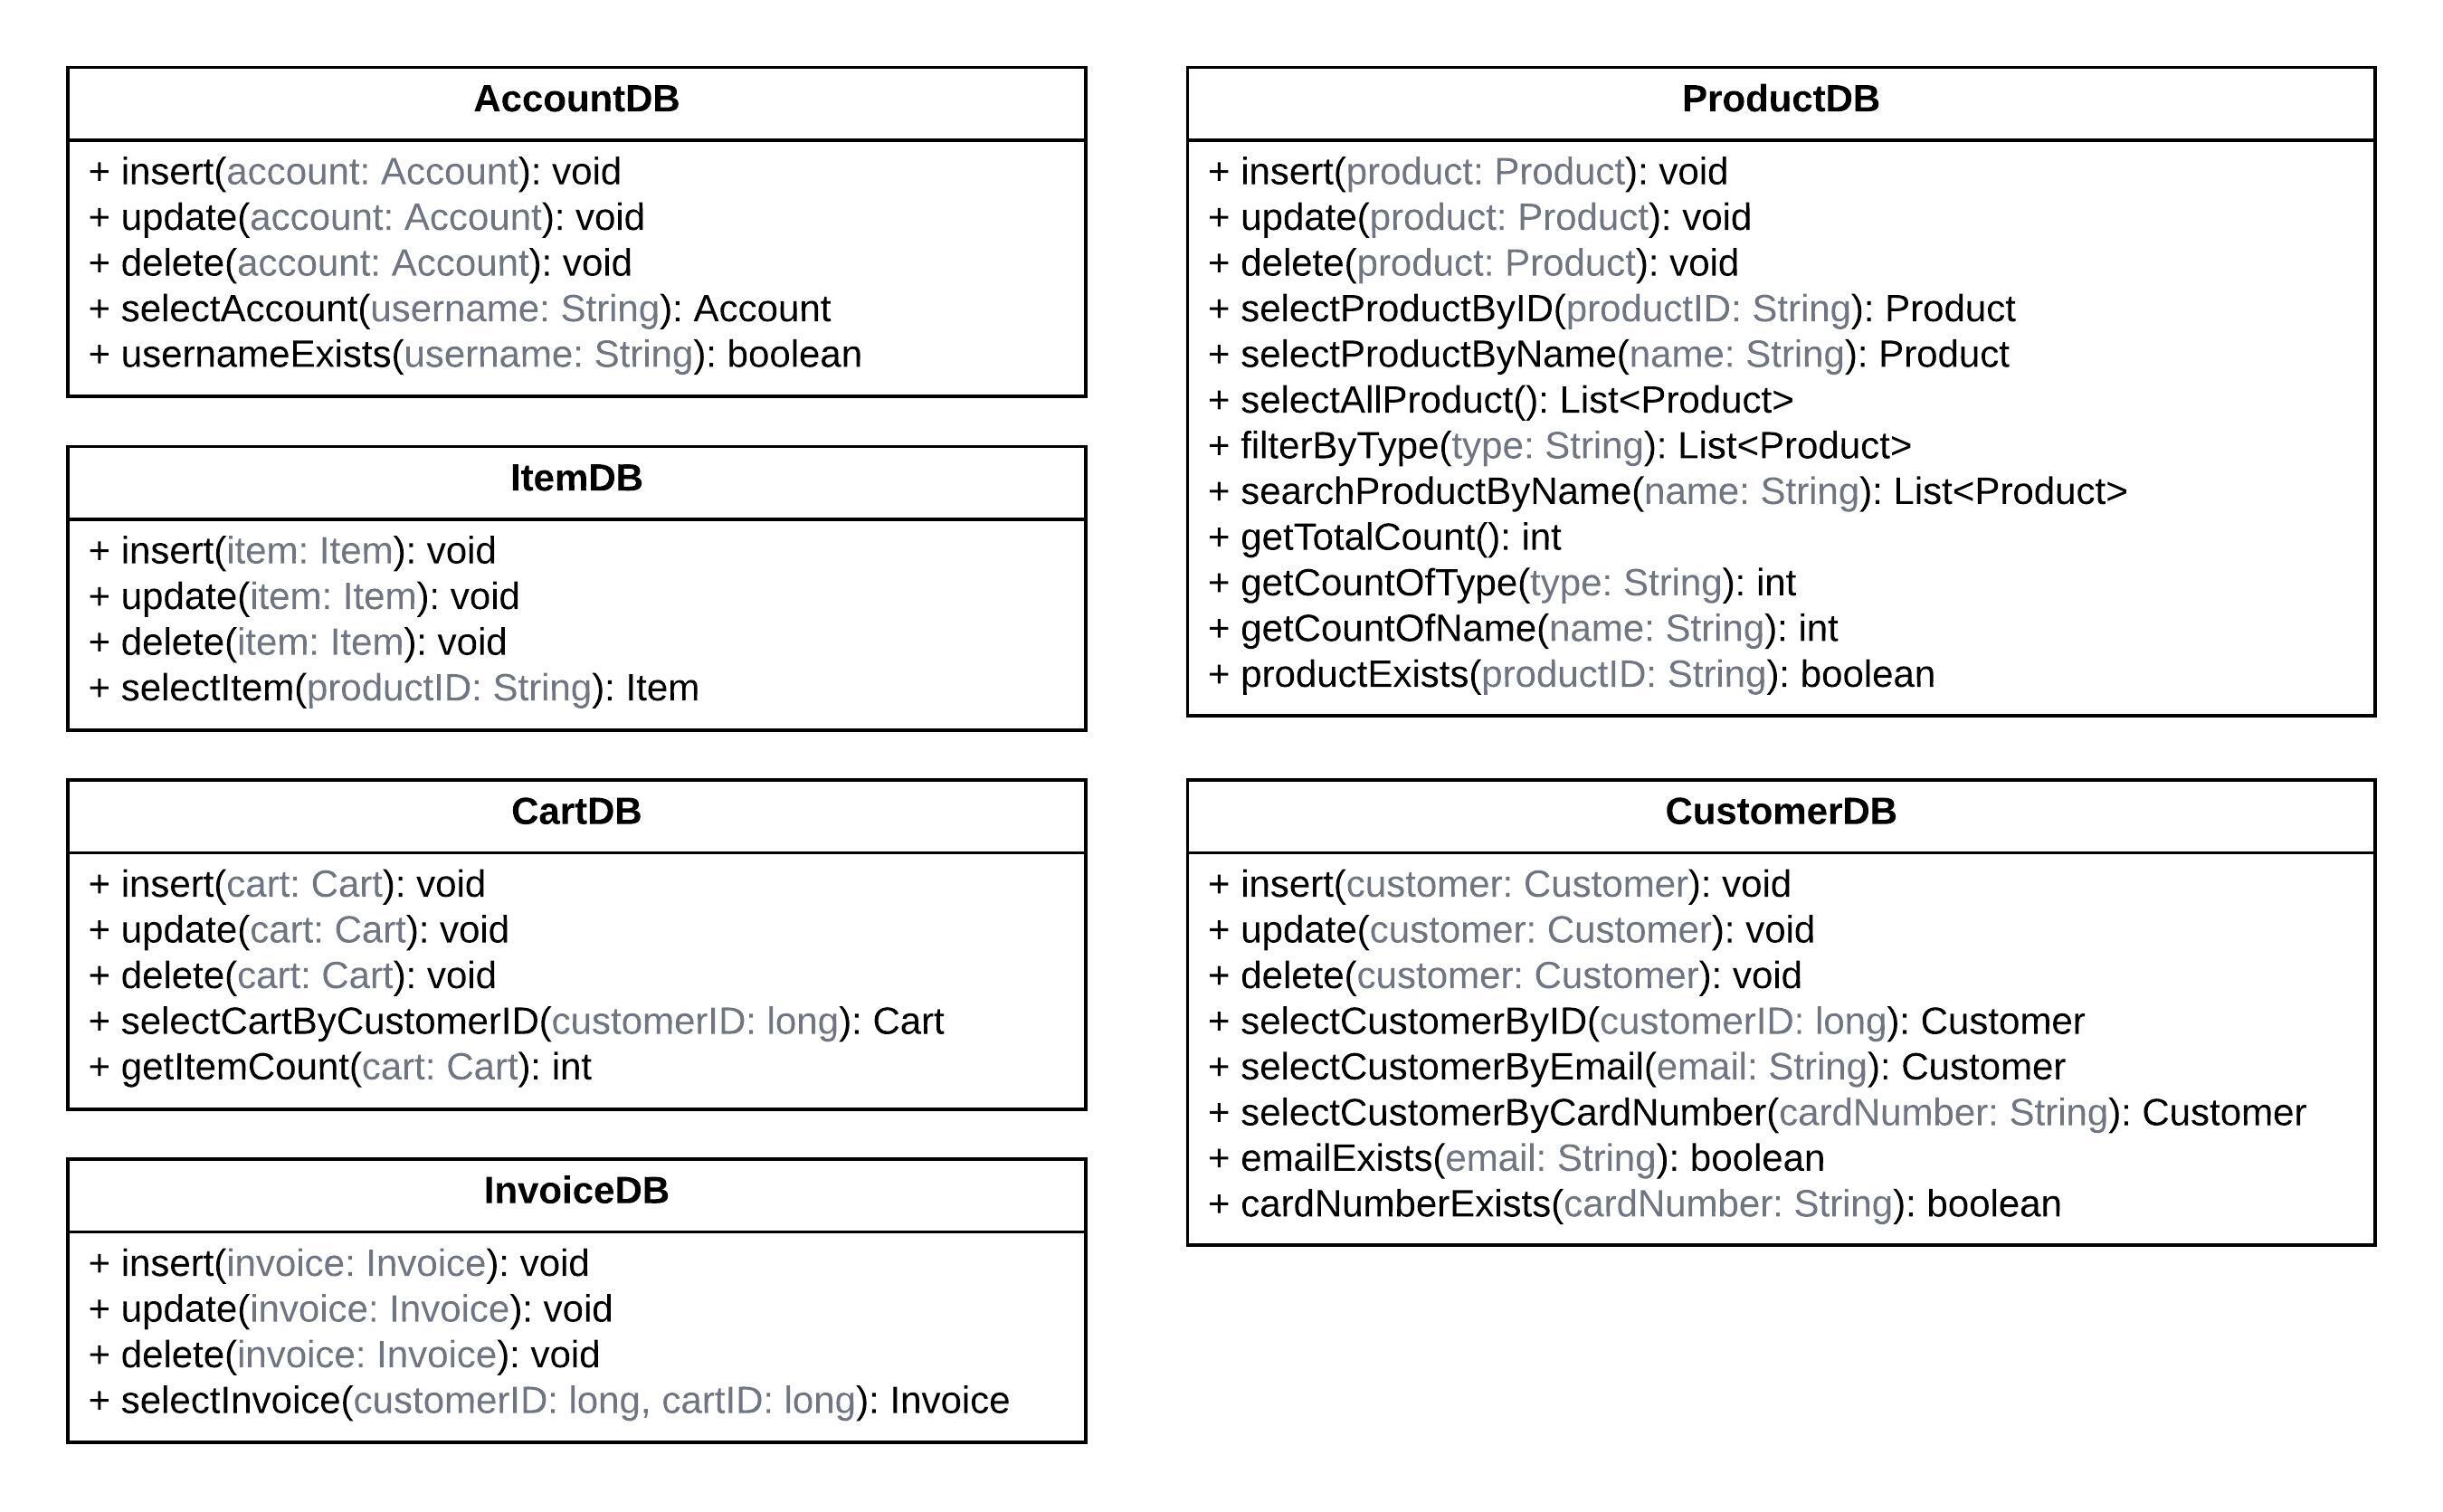 AccountDB
+ insert(account: Account): void
+ update(account: Account): void
+ delete(account: Account): void
+ selectAccount(username: String): Account
+ usernameExists(username: String): boolean
ItemDB
+ insert(item: Item): void
+ update(item: Item): void
+ delete(item: Item): void
+ selectItem(productID: String): Item
CartDB
+ insert(cart: Cart): void
+ update(cart: Cart): void
+ delete(cart: Cart): void
+ selectCartByCustomerID(customerID: long): Cart
+ getItemCount(cart: Cart): int
InvoiceDB
+ insert(invoice: Invoice): void
+ update(invoice: Invoice): void
+ delete(invoice: Invoice): void
+ selectInvoice(customerID: long, cartID: long): Invoice
ProductDB
+ insert(product: Product): void
+ update(product: Product): void
+ delete(product: Product): void
+ selectProductByID(productID: String): Product
+ selectProductByName(name: String): Product
+ selectAllProduct(): List<Product>
+ filterByType(type: String): List<Product>
+ searchProductByName(name: String): List<Product>
+ getTotalCount(): int
+ getCountOfType(type: String): int
+ getCountOfName(name: String): int
+ productExists(productID: String): boolean
CustomerDB
+ insert(customer: Customer): void
+ update(customer: Customer): void
+ delete(customer: Customer): void
+ selectCustomerByID(customerID: long): Customer
+ selectCustomerByEmail(email: String): Customer
+ selectCustomerByCardNumber(cardNumber: String): Customer
+ emailExists(email: String): boolean
+ cardNumberExists(cardNumber: String): boolean